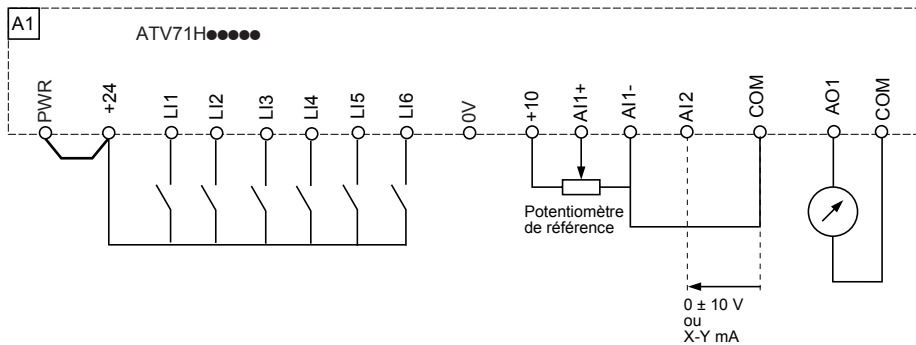 A1
ATV71H●●●●●
PWR
+24
LI1
LI2
LI3
LI4
LI5
LI6
0V
+10
AI1+
AI1-
AI2
COM
AO1
COM
Potentiomètre
de référence
0 ± 10 V
ou
X-Y mA